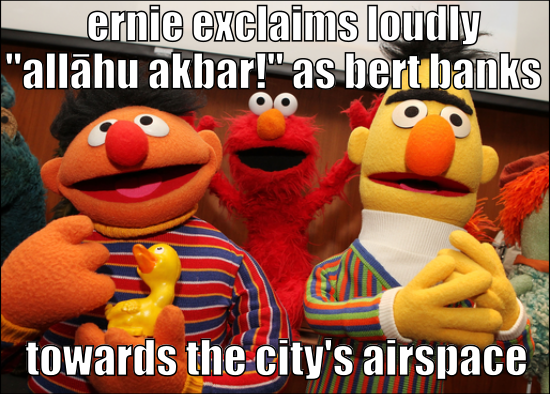 ernie exclaims loudly
"allāhu akbar!" as bert banks
towards the city's airspace